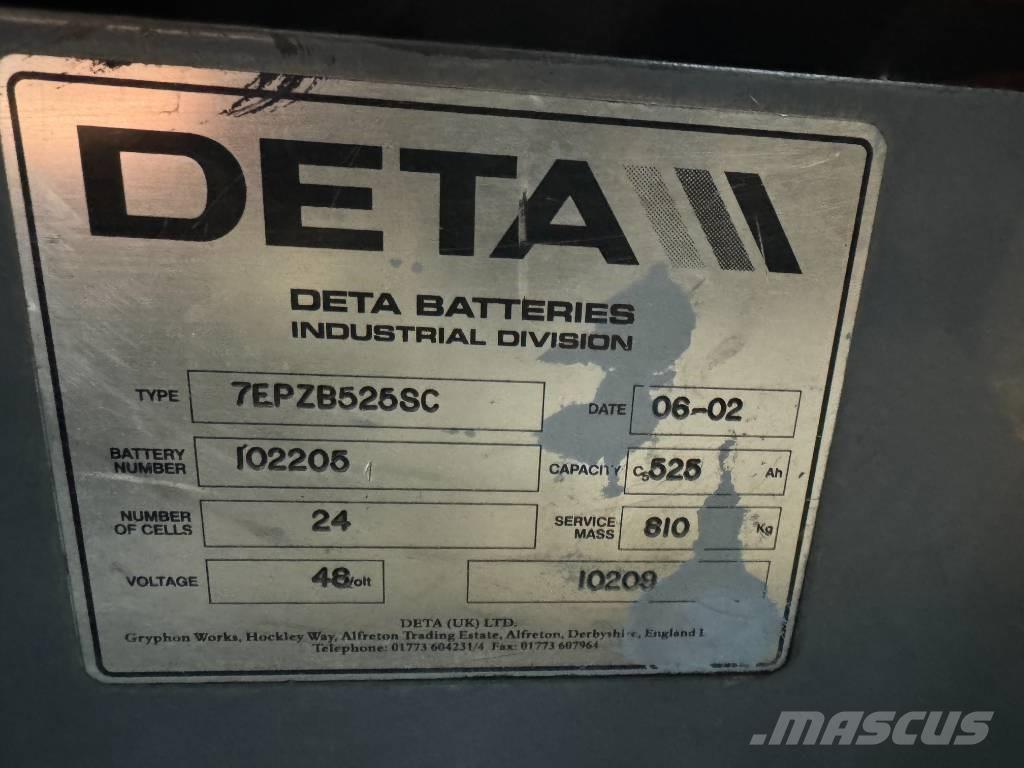 DETA
DETA BATTERIES
INDUSTRIAL DIVISION
TYPE 7EPZB525SC DATE 06-02
BATTERY NUMBER 102205 CAPACITY C5 525 Ah
NUMBER OF CELLS 24 SERVICE MASS 810 Kg
VOLTAGE 48 Volt 10209
DETA (UK) LTD.
Gryphon Works, Hockley Way, Alfreton Trading Estate, Alfreton, Derbyshire, England
Telephone: 01773 604231/4 Fax: 01773 607964
MASCUS